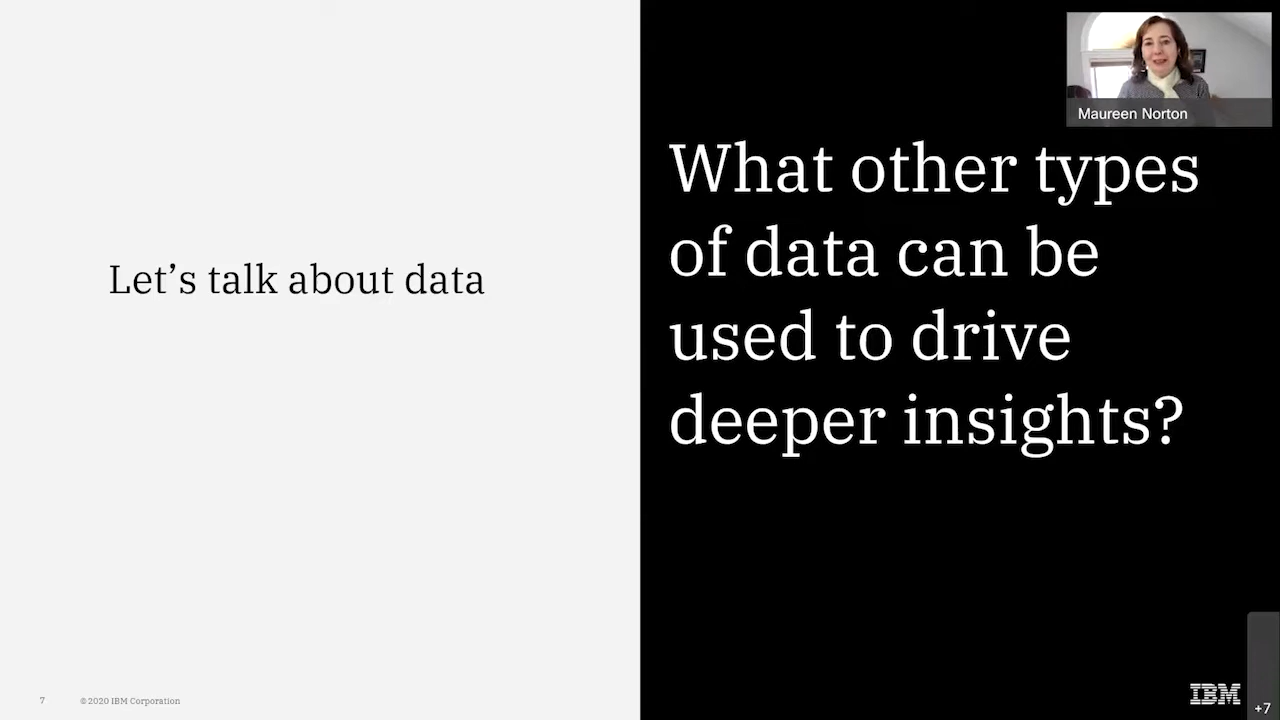 Let's talk about data
What other types
of data can be
used to drive
deeper insights?
Maureen Norton
7
© 2020 IBM Corporation
IBM
+7